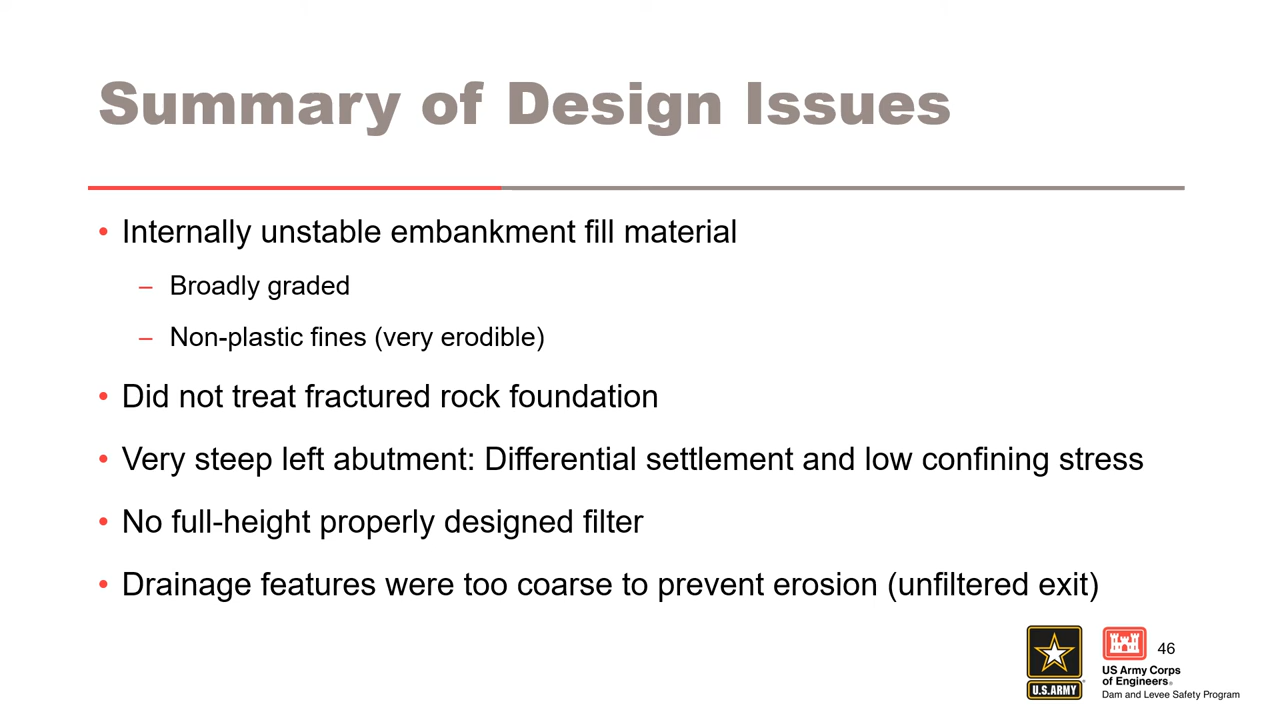 Summary of Design Issues
• Internally unstable embankment fill material
– Broadly graded
– Non-plastic fines (very erodible)
• Did not treat fractured rock foundation
• Very steep left abutment: Differential settlement and low confining stress
• No full-height properly designed filter
• Drainage features were too coarse to prevent erosion (unfiltered exit)
46
U.S.ARMY
US Army Corps
of Engineers®
Dam and Levee Safety Program